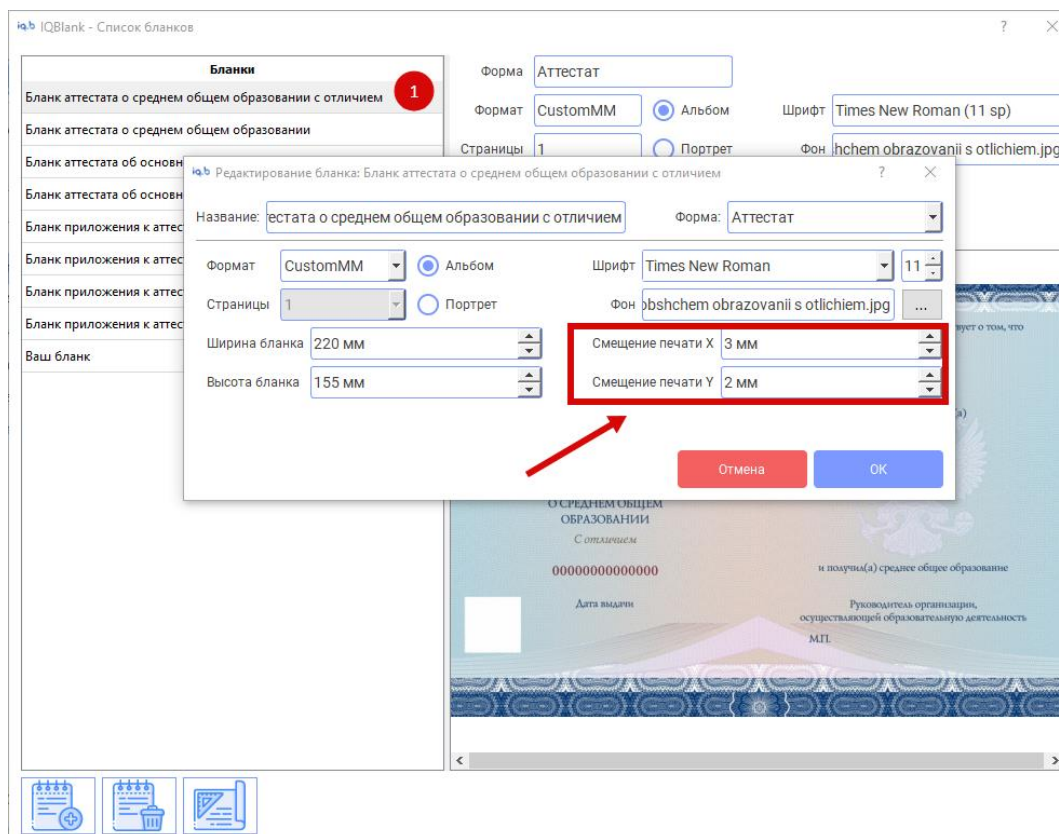 iq.b IQBlank - Список бланков
Бланки
Бланк аттестата о среднем общем образовании с отличием
1
Бланк аттестата о среднем общем образовании
Бланк аттестата об основн
Бланк аттестата об основн
Бланк приложения к аттес
Бланк приложения к аттес
Бланк приложения к аттес
Бланк приложения к аттес
Ваш бланк
Форма Аттестат
Формат CustomMM Альбом Шрифт Times New Roman (11 sp)
Страницы 1 Портрет Фон hchem obrazovanii s otlichiem.jpg
iq.b Редактирование бланка: Бланк аттестата о среднем общем образовании с отличием
Название: естата о среднем общем образовании с отличием Форма: Аттестат
Формат CustomMM Альбом Шрифт Times New Roman 11
Страницы 1 Портрет Фон obshchem obrazovanii s otlichiem.jpg ...
Ширина бланка 220 мм Смещение печати X 3 мм
Высота бланка 155 мм Смещение печати Y 2 мм
Отмена OK
вует о том, что
(а)
О СРЕДНЕМ ОБЩЕМ
ОБРАЗОВАНИИ
С отличием
00000000000000
и получил(а) среднее общее образование
Дата выдачи
Руководитель организации,
осуществляющей образовательную деятельность
М.П.